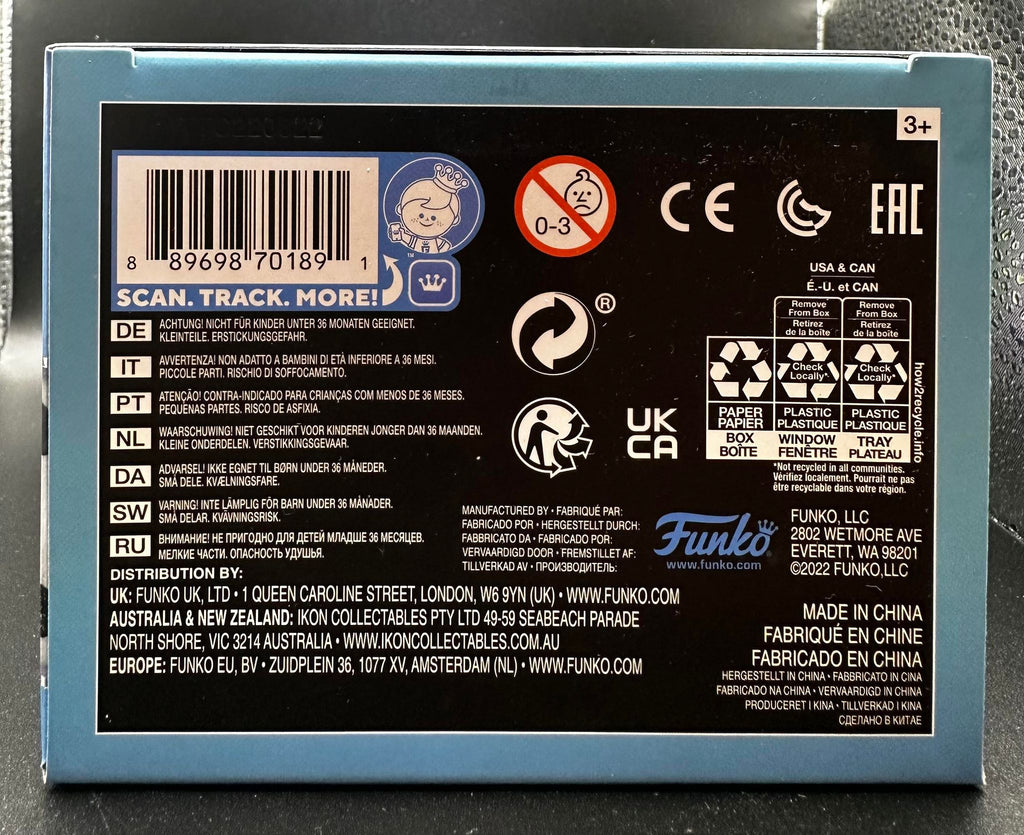 3+
8 89698 70189 1
SCAN. TRACK. MORE!
™
0-3
CE
EAC
®
UK
CA
USA & CAN
É.-U. et CAN
Remove
From Box
Retirez
de la boîte
Remove
From Box
Retirez
de la boîte
Check
Locally*
Check
Locally*
PAPER
PAPIER
PLASTIC
PLASTIQUE
PLASTIC
PLASTIQUE
BOX
BOÎTE
WINDOW
FENÊTRE
TRAY
PLATEAU
how2recycle.info
*Not recycled in all communities.
Vérifiez localement. Pourrait ne pas
être recyclable dans votre région.
DE ACHTUNG! NICHT FÜR KINDER UNTER 36 MONATEN GEEIGNET.
KLEINTEILE. ERSTICKUNGSGEFAHR.
IT AVVERTENZA! NON ADATTO A BAMBINI DI ETÀ INFERIORE A 36 MESI.
PICCOLE PARTI. RISCHIO DI SOFFOCAMENTO.
PT ATENÇÃO! CONTRA-INDICADO PARA CRIANÇAS COM MENOS DE 36 MESES.
PEQUENAS PARTES. RISCO DE ASFIXIA.
NL WAARSCHUWING! NIET GESCHIKT VOOR KINDEREN JONGER DAN 36 MAANDEN.
KLEINE ONDERDELEN. VERSTIKKINGSGEVAAR.
DA ADVARSEL! IKKE EGNET TIL BØRN UNDER 36 MÅNEDER.
SMÅ DELE. KVÆLNINGSFARE.
SW VARNING! INTE LÄMPLIG FÖR BARN UNDER 36 MÅNADER.
SMÅ DELAR. KVÄVNINGSRISK.
RU ВНИМАНИЕ! НЕ ПРИГОДНО ДЛЯ ДЕТЕЙ МЛАДШЕ 36 МЕСЯЦЕВ.
МЕЛКИЕ ЧАСТИ. ОПАСНОСТЬ УДУШЬЯ.
MANUFACTURED BY • FABRIQUÉ PAR:
FABRICADO POR • HERGESTELLT DURCH:
FABBRICATO DA • FABRICADO POR:
VERVAARDIGD DOOR • FREMSTILLET AF:
TILLVERKAD AV • ПРОИЗВОДИТЕЛЬ:
Funko
www.funko.com
FUNKO, LLC
2802 WETMORE AVE
EVERETT, WA 98201
©2022 FUNKO,LLC
DISTRIBUTION BY:
UK: FUNKO UK, LTD • 1 QUEEN CAROLINE STREET, LONDON, W6 9YN (UK) • WWW.FUNKO.COM
AUSTRALIA & NEW ZEALAND: IKON COLLECTABLES PTY LTD 49-59 SEABEACH PARADE
NORTH SHORE, VIC 3214 AUSTRALIA • WWW.IKONCOLLECTABLES.COM.AU
EUROPE: FUNKO EU, BV • ZUIDPLEIN 36, 1077 XV, AMSTERDAM (NL) • WWW.FUNKO.COM
MADE IN CHINA
FABRIQUÉ EN CHINE
FABRICADO EN CHINA
HERGESTELLT IN CHINA • FABBRICATO IN CINA
FABRICADO NA CHINA • VERVAARDIGD IN CHINA
PRODUCERET I KINA • TILLVERKAD I KINA
СДЕЛАНО В КИТАЕ